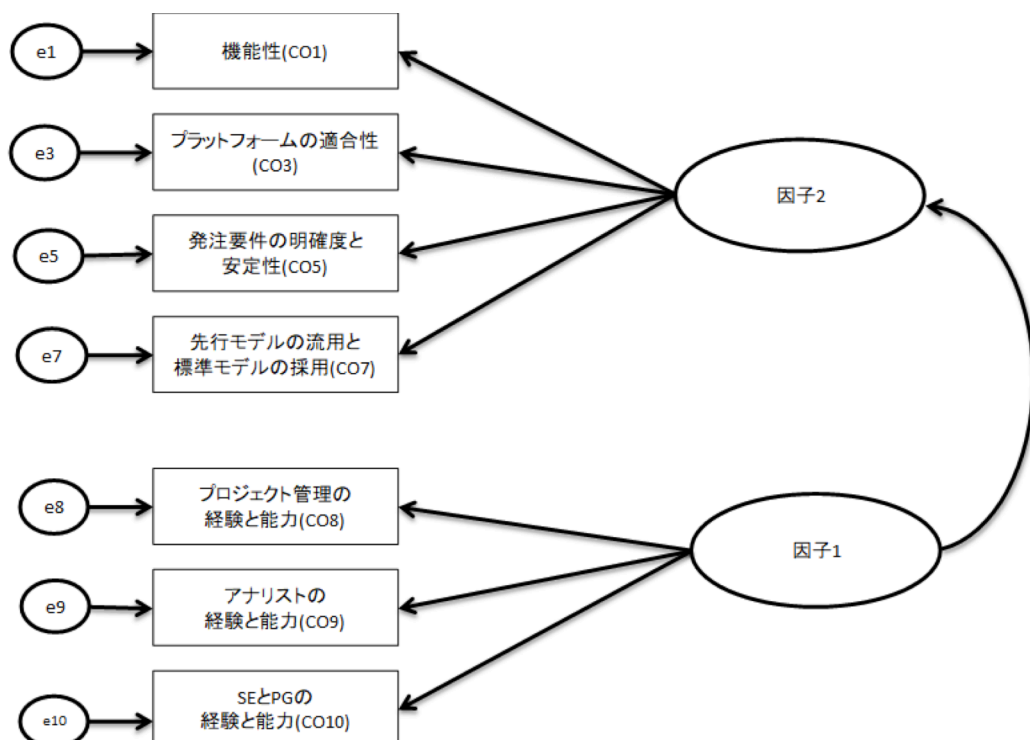 e1
機能性(CO1)
e3
プラットフォームの適合性
(CO3)
因子2
e5
発注要件の明確度と
安定性(CO5)
e7
先行モデルの流用と
標準モデルの採用(CO7)
e8
プロジェクト管理の
経験と能力(CO8)
因子1
e9
アナリストの
経験と能力(CO9)
e10
SEとPGの
経験と能力(CO10)